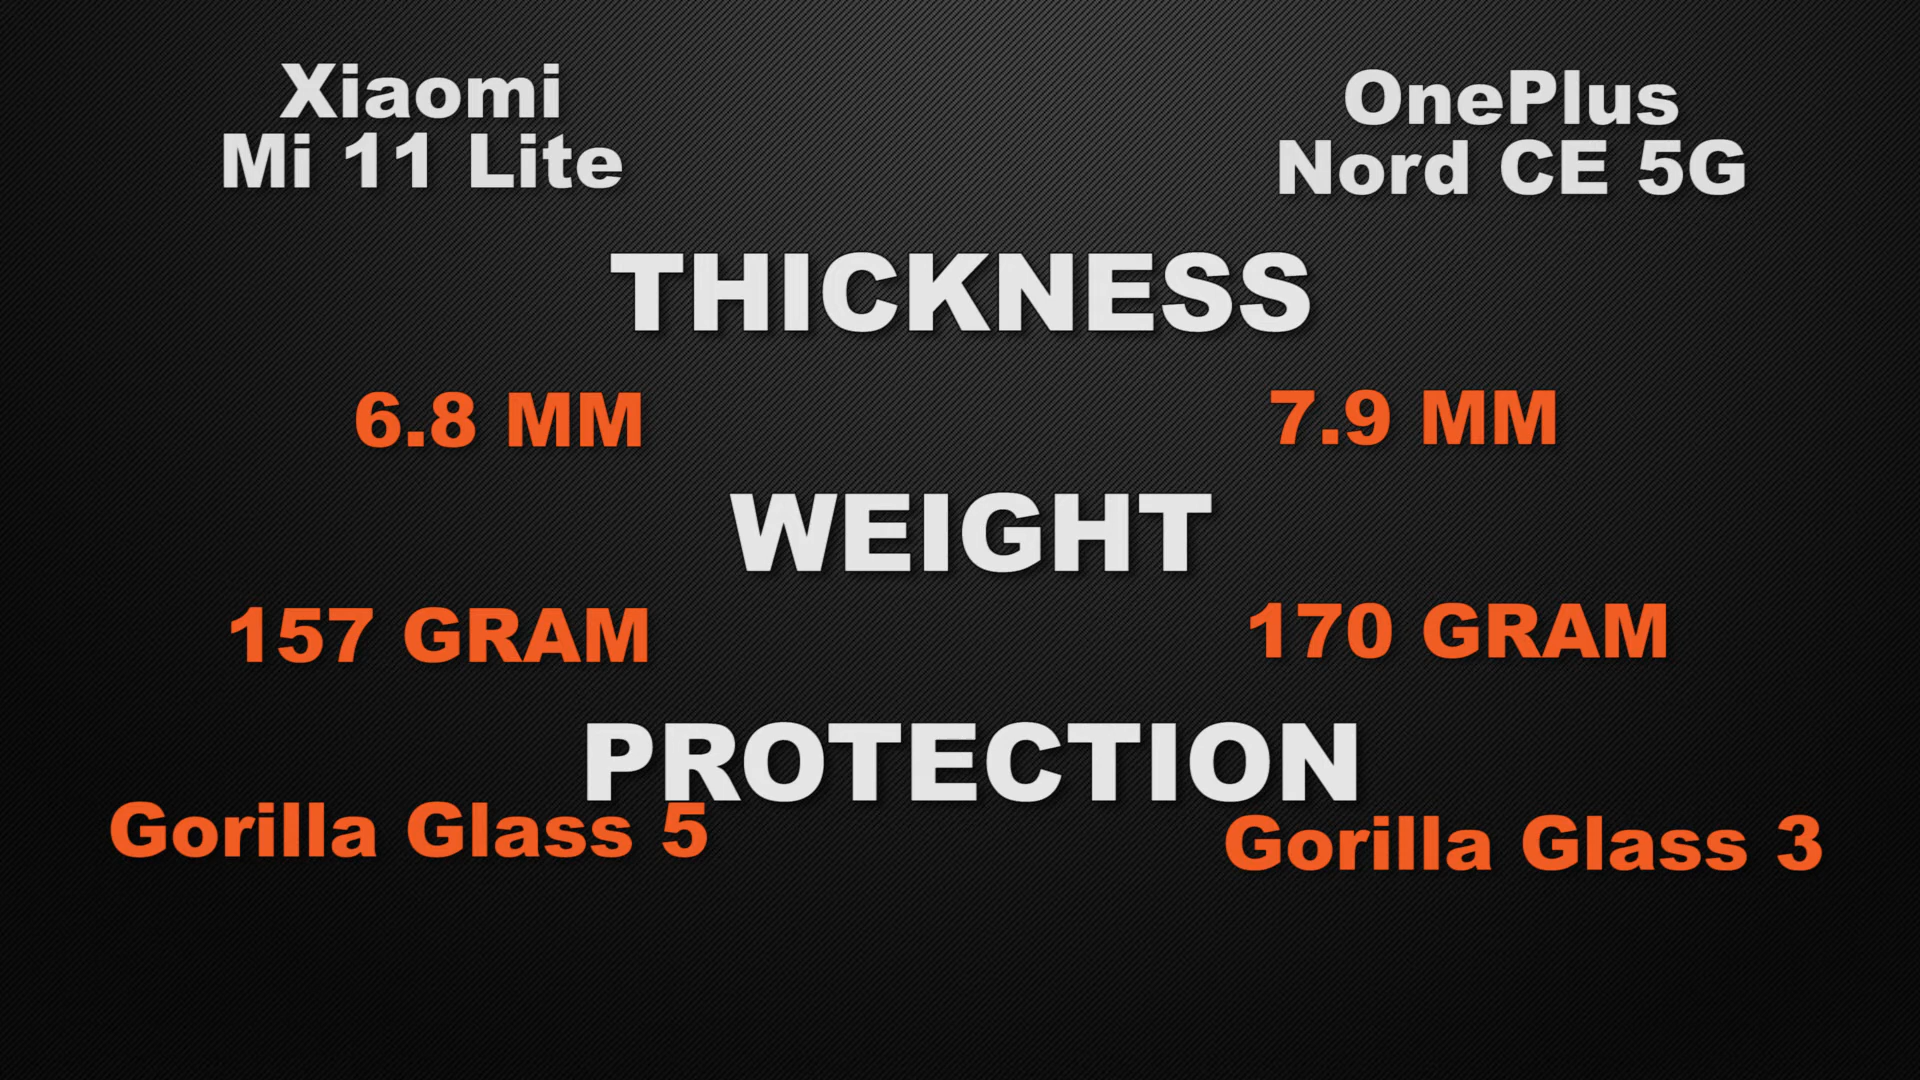 Xiaomi
Mi 11 Lite
OnePlus
Nord CE 5G
THICKNESS
6.8 MM
7.9 MM
WEIGHT
157 GRAM
170 GRAM
PROTECTION
Gorilla Glass 5
Gorilla Glass 3